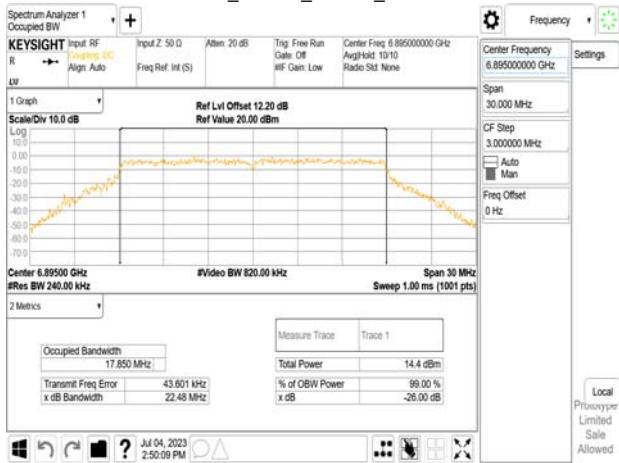 Spectrum Analyzer 1
Occupied BW
Frequency
KEYSIGHT
Input: RF
Coupling: DC
Align: Auto
Input Z: 50 Ω
Freq Ref: Int (S)
Atten: 20 dB
Trig: Free Run
Gate: Off
#IF Gain: Low
Center Freq: 6.895000000 GHz
Avg|Hold: 10/10
Radio Std: None
R
Center Frequency
6.895000000 GHz
Settings
Span
30.000 MHz
CF Step
3.000000 MHz
Auto
Man
Freq Offset
0 Hz
1 Graph
Scale/Div 10.0 dB
Ref Lvl Offset 12.20 dB
Ref Value 20.00 dBm
Log
10.0
0.00
-10.0
-20.0
-30.0
-40.0
-50.0
-60.0
-70.0
Center 6.89500 GHz
#Video BW 820.00 kHz
Span 30 MHz
#Res BW 240.00 kHz
Sweep 1.00 ms (1001 pts)
2 Metrics
Measure Trace
Trace 1
Occupied Bandwidth
17.850 MHz
Total Power
14.4 dBm
Transmit Freq Error
43.601 kHz
% of OBW Power
99.00 %
x dB Bandwidth
22.48 MHz
x dB
-26.00 dB
Local
Prototype
Limited
Sale
Allowed
?
Jul 04, 2023
2:50:09 PM